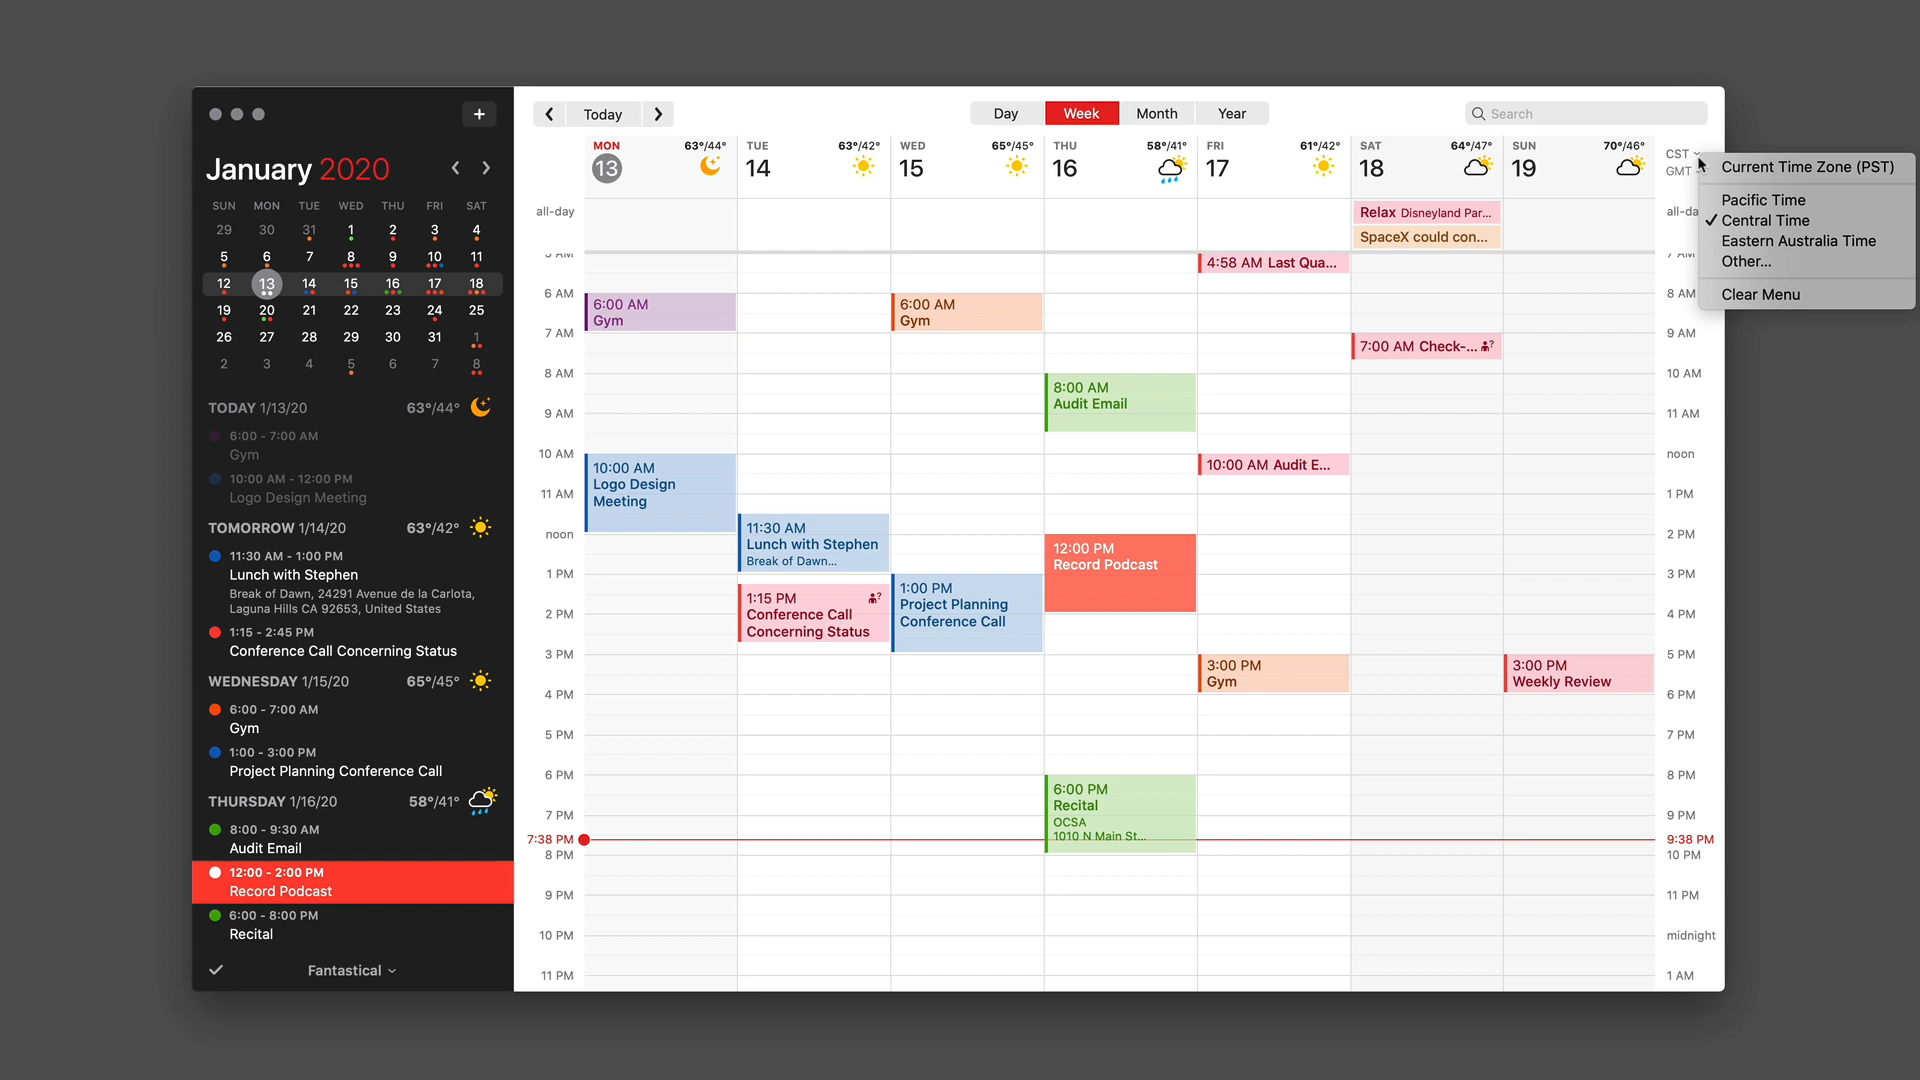 +
January 2020
SUN MON TUE WED THU FRI SAT
29 30 31 1 2 3 4
5 6 7 8 9 10 11
12 13 14 15 16 17 18
19 20 21 22 23 24 25
26 27 28 29 30 31 1
2 3 4 5 6 7 8
TODAY 1/13/20 63°/44°
6:00 - 7:00 AM
Gym
10:00 AM - 12:00 PM
Logo Design Meeting
TOMORROW 1/14/20 63°/42°
11:30 AM - 1:00 PM
Lunch with Stephen
Break of Dawn, 24291 Avenue de la Carlota,
Laguna Hills CA 92653, United States
1:15 - 2:45 PM
Conference Call Concerning Status
WEDNESDAY 1/15/20 65°/45°
6:00 - 7:00 AM
Gym
1:00 - 3:00 PM
Project Planning Conference Call
THURSDAY 1/16/20 58°/41°
8:00 - 9:30 AM
Audit Email
12:00 - 2:00 PM
Record Podcast
6:00 - 8:00 PM
Recital
Fantastical
Today
Day Week Month Year
Search
MON 63°/44° TUE 63°/42° WED 65°/45° THU 58°/41° FRI 61°/42° SAT 64°/47° SUN 70°/46°
13 14 15 16 17 18 19
CST
GMT
all-day
Relax Disneyland Par...
SpaceX could con...
6 AM
7 AM
8 AM
9 AM
10 AM
11 AM
noon
1 PM
2 PM
3 PM
4 PM
5 PM
6 PM
7 PM
7:38 PM
8 PM
9 PM
10 PM
11 PM
6:00 AM
Gym
10:00 AM
Logo Design
Meeting
11:30 AM
Lunch with Stephen
Break of Dawn...
1:15 PM
Conference Call
Concerning Status
6:00 AM
Gym
1:00 PM
Project Planning
Conference Call
8:00 AM
Audit Email
12:00 PM
Record Podcast
6:00 PM
Recital
OCSA
1010 N Main St...
4:58 AM Last Qua...
10:00 AM Audit E...
3:00 PM
Gym
7:00 AM Check-...
3:00 PM
Weekly Review
8 AM
9 AM
10 AM
11 AM
noon
1 PM
2 PM
3 PM
4 PM
5 PM
6 PM
7 PM
8 PM
9 PM
9:38 PM
10 PM
11 PM
midnight
1 AM
Current Time Zone (PST)
Pacific Time
Central Time
Eastern Australia Time
Other...
Clear Menu